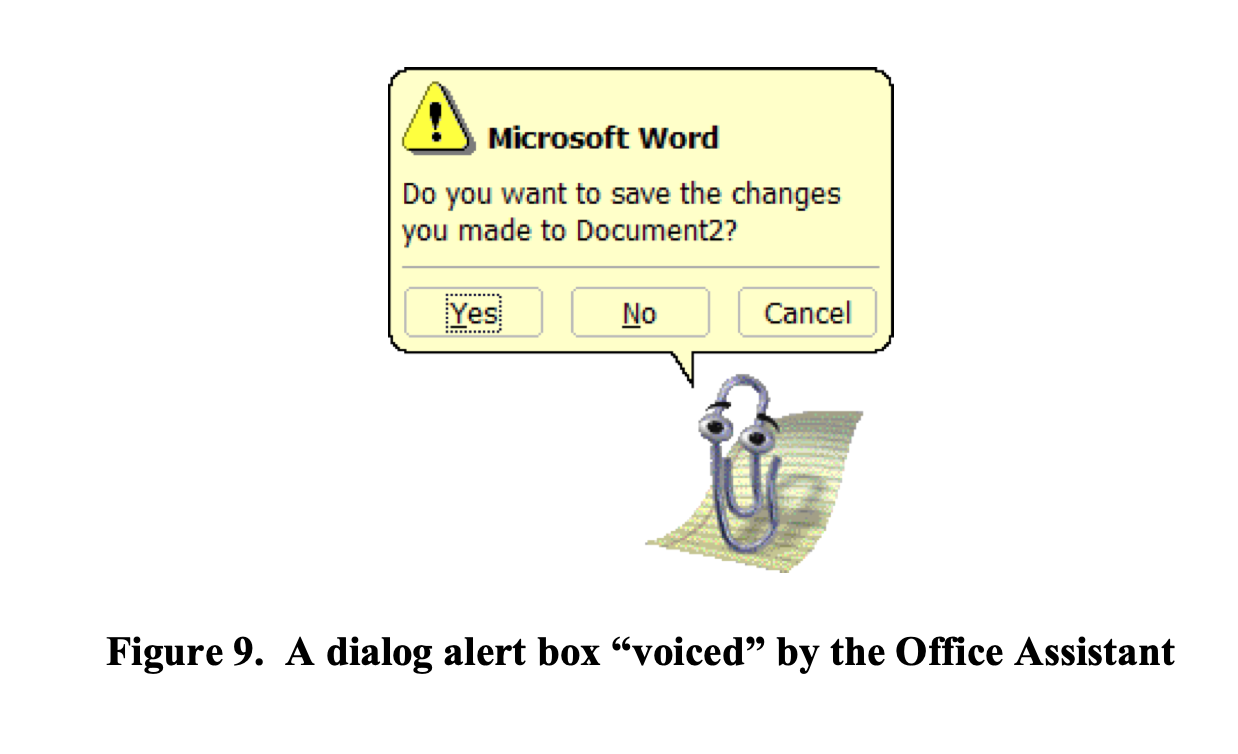 Microsoft Word
Do you want to save the changes
you made to Document2?
Yes
No
Cancel
Figure 9.  A dialog alert box “voiced” by the Office Assistant